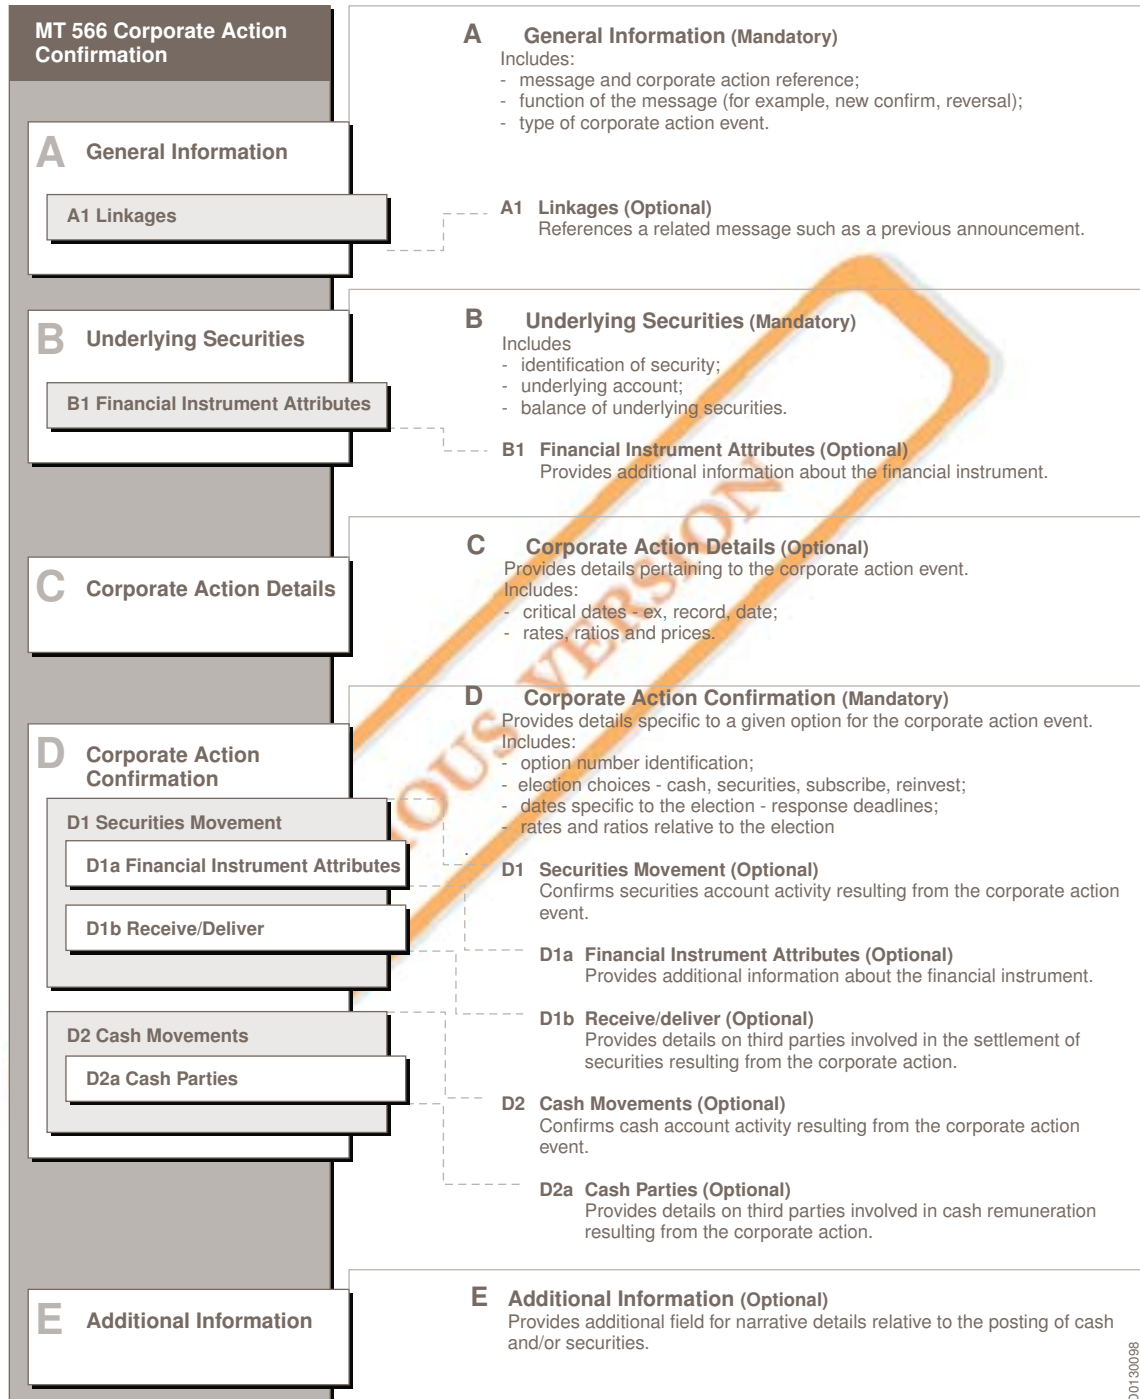 MT 566 Corporate Action
Confirmation
A General Information
A1 Linkages
B Underlying Securities
B1 Financial Instrument Attributes
C Corporate Action Details
D Corporate Action
Confirmation
D1 Securities Movement
D1a Financial Instrument Attributes
D1b Receive/Deliver
D2 Cash Movements
D2a Cash Parties
E Additional Information
A General Information (Mandatory)
Includes:
- message and corporate action reference;
- function of the message (for example, new confirm, reversal);
- type of corporate action event.
A1 Linkages (Optional)
References a related message such as a previous announcement.
B Underlying Securities (Mandatory)
Includes
- identification of security;
- underlying account;
- balance of underlying securities.
B1 Financial Instrument Attributes (Optional)
Provides additional information about the financial instrument.
C Corporate Action Details (Optional)
Provides details pertaining to the corporate action event.
Includes:
- critical dates - ex, record, date;
- rates, ratios and prices.
D Corporate Action Confirmation (Mandatory)
Provides details specific to a given option for the corporate action event.
Includes:
- option number identification;
- election choices - cash, securities, subscribe, reinvest;
- dates specific to the election - response deadlines;
- rates and ratios relative to the election
.
D1 Securities Movement (Optional)
Confirms securities account activity resulting from the corporate action
event.
D1a Financial Instrument Attributes (Optional)
Provides additional information about the financial instrument.
D1b Receive/deliver (Optional)
Provides details on third parties involved in the settlement of
securities resulting from the corporate action.
D2 Cash Movements (Optional)
Confirms cash account activity resulting from the corporate action
event.
D2a Cash Parties (Optional)
Provides details on third parties involved in cash remuneration
resulting from the corporate action.
E Additional Information (Optional)
Provides additional field for narrative details relative to the posting of cash
and/or securities.
IOUS VERSION
D0130098